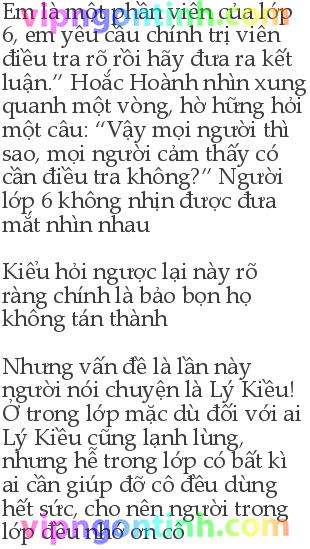 Em là một phần viên của lớp
6, em yêu cầu chính trị viên
điều tra rõ rồi hãy đưa ra kết
luận.” Hoắc Hoành nhìn xung
quanh một vòng, hờ hững hỏi
một câu: “Vậy mọi người thì
sao, mọi người cảm thấy có
cần điều tra không?” Người
lớp 6 không nhịn được đưa
mắt nhìn nhau
Kiểu hỏi ngược lại này rõ
ràng chính là bảo bọn họ
không tán thành
Nhưng vấn đề là lần này
người nói chuyện là Lý Kiều!
Ở trong lớp mặc dù đối với ai
Lý Kiều cũng lạnh lùng,
nhưng hễ trong lớp có bất kì
ai cần giúp đỡ cô đều dùng
hết sức, cho nên người trong
lớp đều nhớ ơn cô
vipngontinh.com
vipngontinh.com